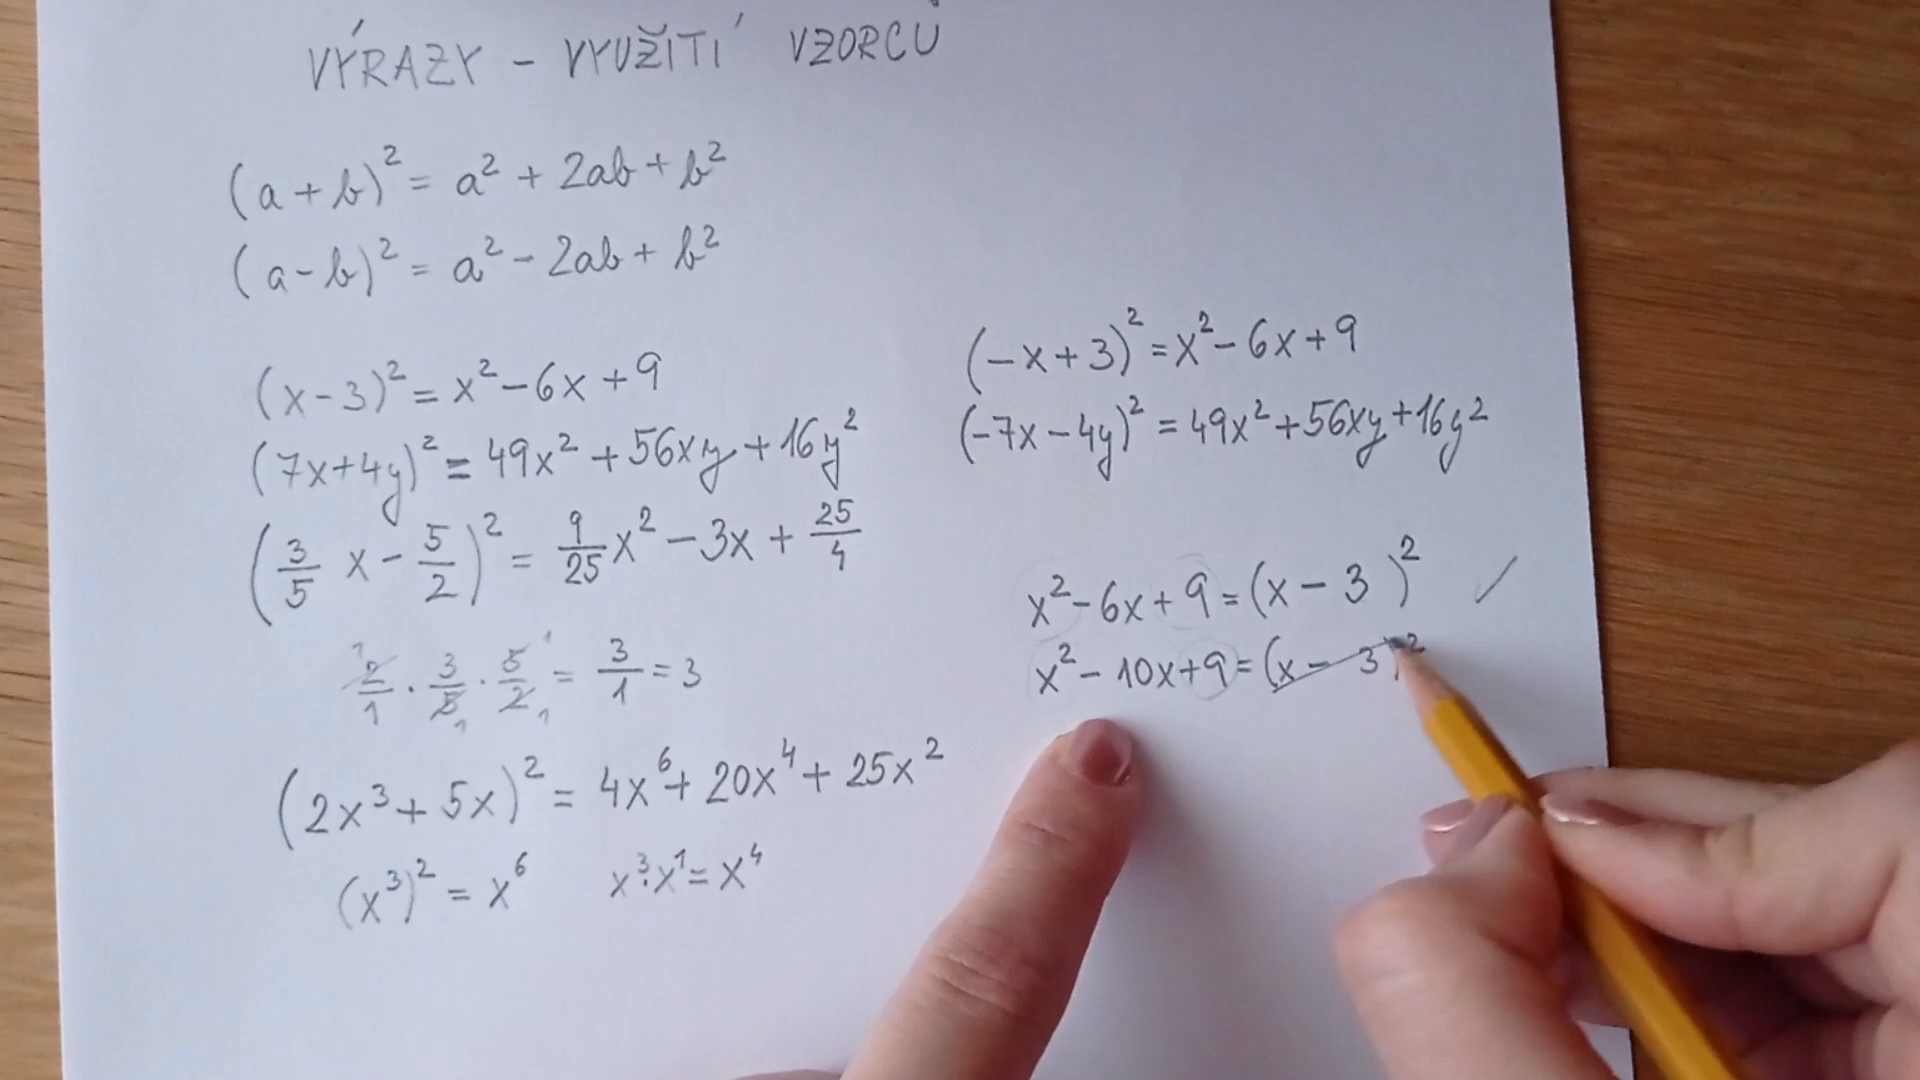 VÝRAZY - VYUŽITÍ VZORCŮ
(a+b)² = a² + 2ab + b²
(a-b)² = a² - 2ab + b²
(x-3)² = x² - 6x + 9
(7x+4y)² = 49x² + 56xy + 16y²
(3/5 x - 5/2)² = 9/25 x² - 3x + 25/4
2/1 · 3/5 · 5/2 = 3/1 = 3
(2x³ + 5x)² = 4x⁶ + 20x⁴ + 25x²
(x³)² = x⁶ x³·x¹ = x⁴
(-x+3)² = x² - 6x + 9
(-7x-4y)² = 49x² + 56xy + 16y²
x² - 6x + 9 = (x - 3)² ✓
x² - 10x + 9 = (x - 3)²